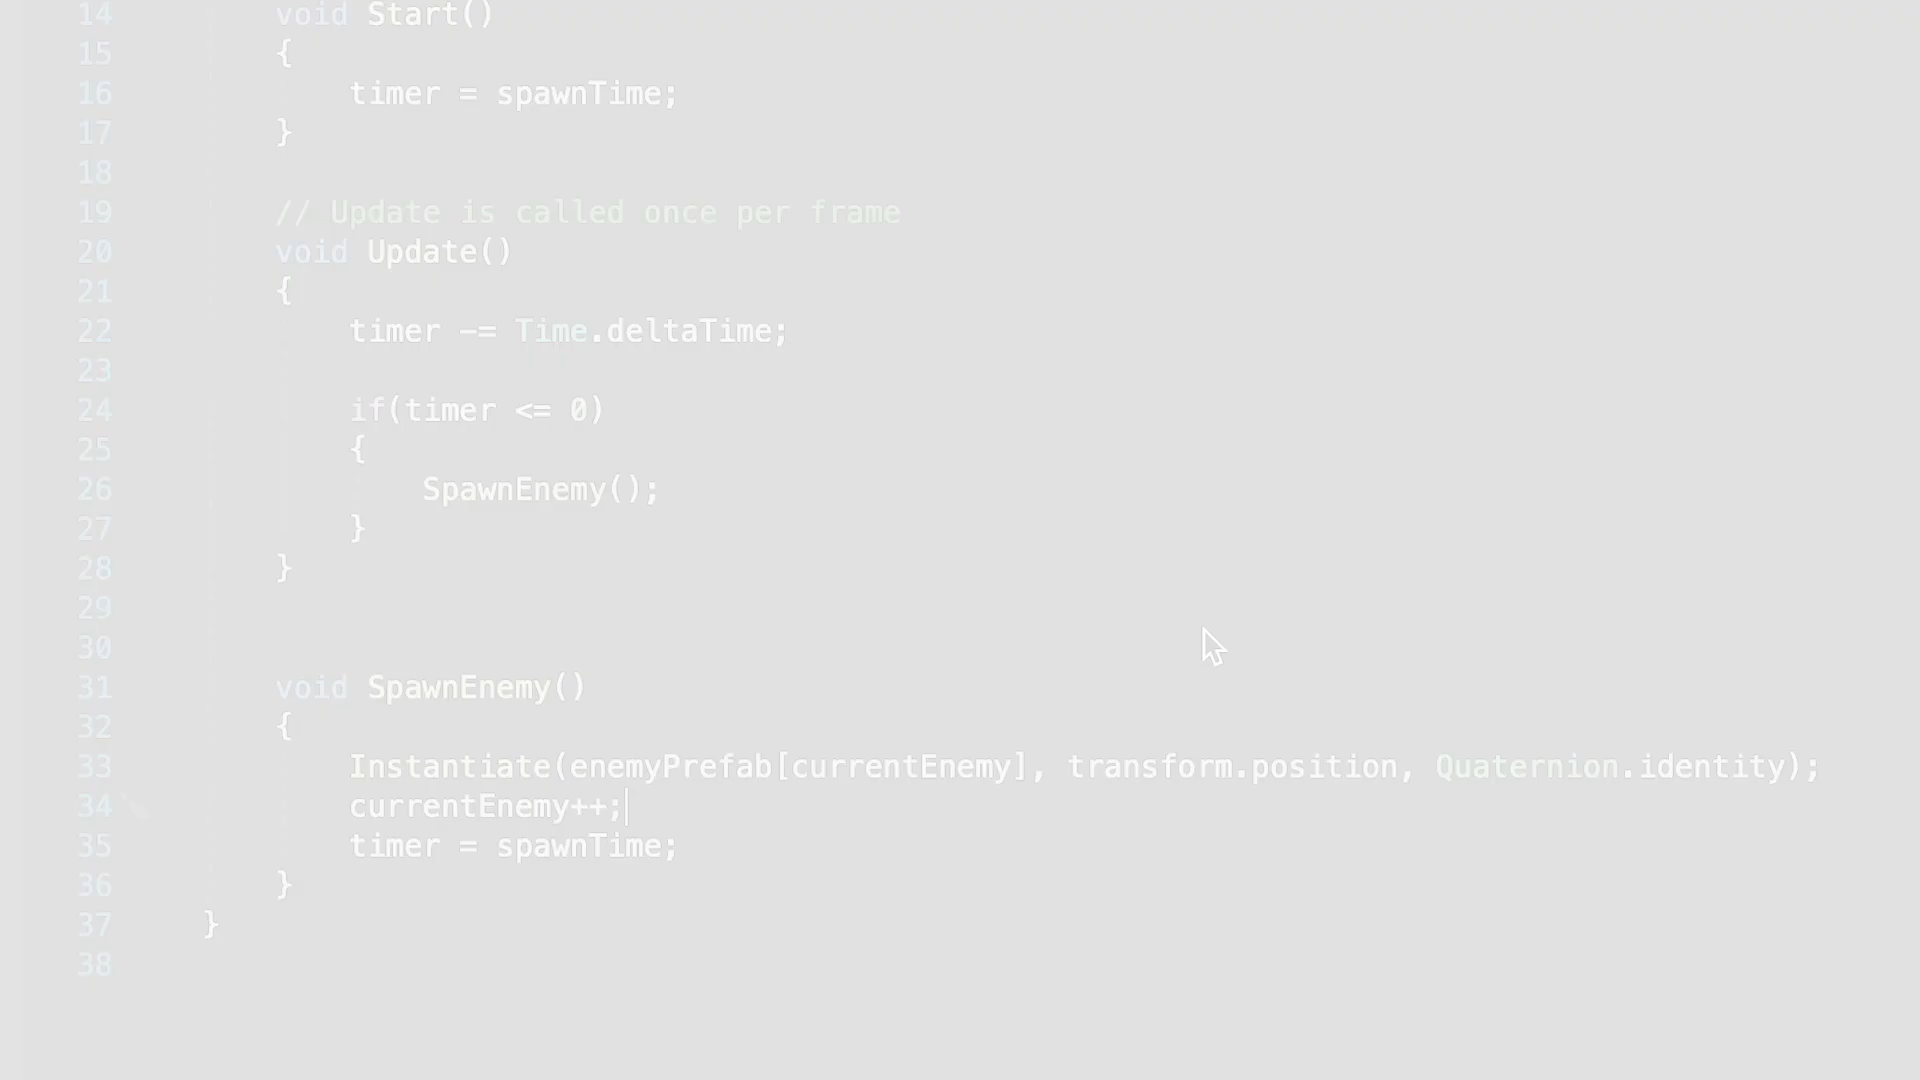 14 void Start()
15 {
16 timer = spawnTime;
17 }
18
19 // Update is called once per frame
20 void Update()
21 {
22 timer -= Time.deltaTime;
23
24 if(timer <= 0)
25 {
26 SpawnEnemy();
27 }
28 }
29
30
31 void SpawnEnemy()
32 {
33 Instantiate(enemyPrefab[currentEnemy], transform.position, Quaternion.identity);
34 currentEnemy++;
35 timer = spawnTime;
36 }
37 }
38